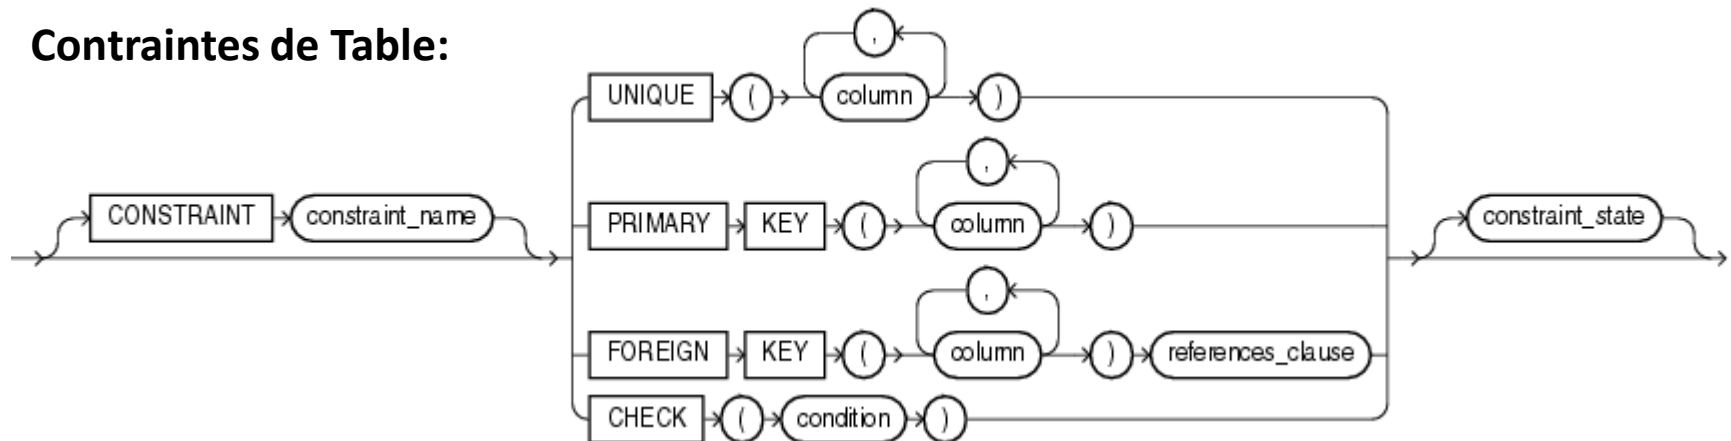 Contraintes de Table:
,
UNIQUE ( column )
,
CONSTRAINT constraint_name PRIMARY KEY ( column ) constraint_state
,
FOREIGN KEY ( column ) references_clause
CHECK ( condition )